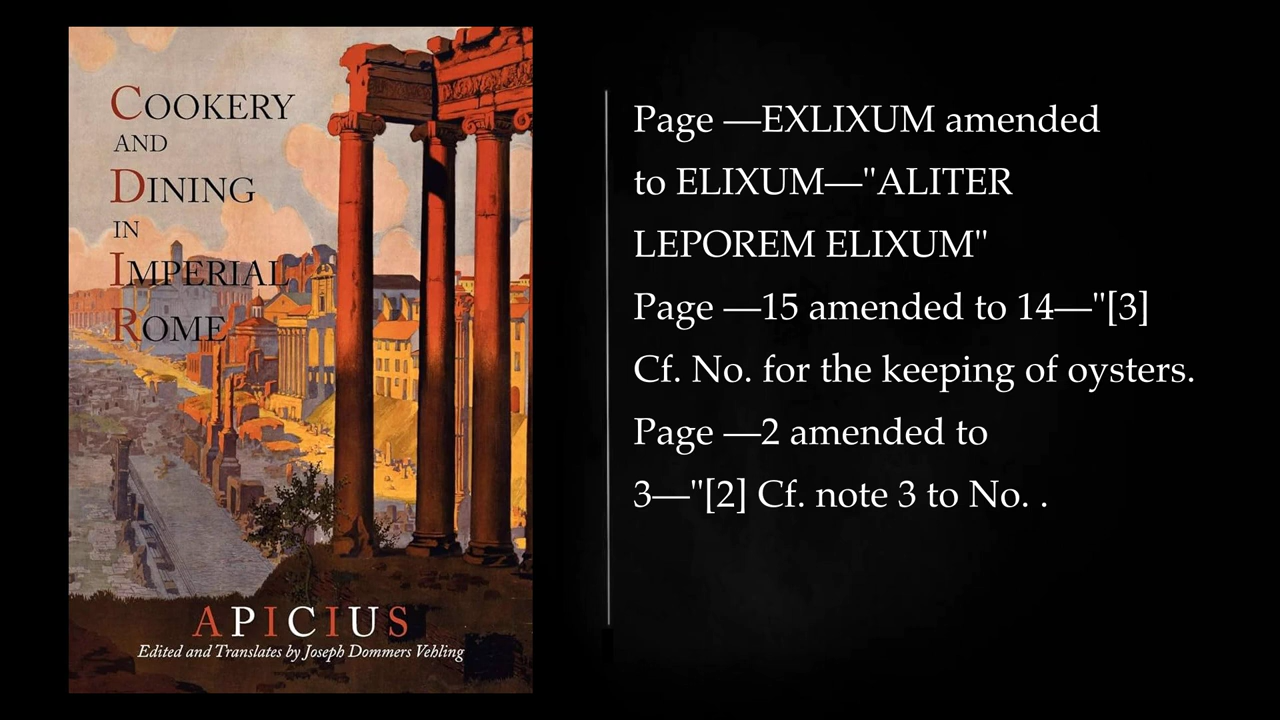 COOKERY
AND
DINING
IN
IMPERIAL
ROME
APICIUS
Edited and Translates by Joseph Dommers Vehling
Page —EXLIXUM amended
to ELIXUM—"ALITER
LEPOREM ELIXUM"
Page —15 amended to 14—"[3]
Cf. No. for the keeping of oysters.
Page —2 amended to
3—"[2] Cf. note 3 to No. .